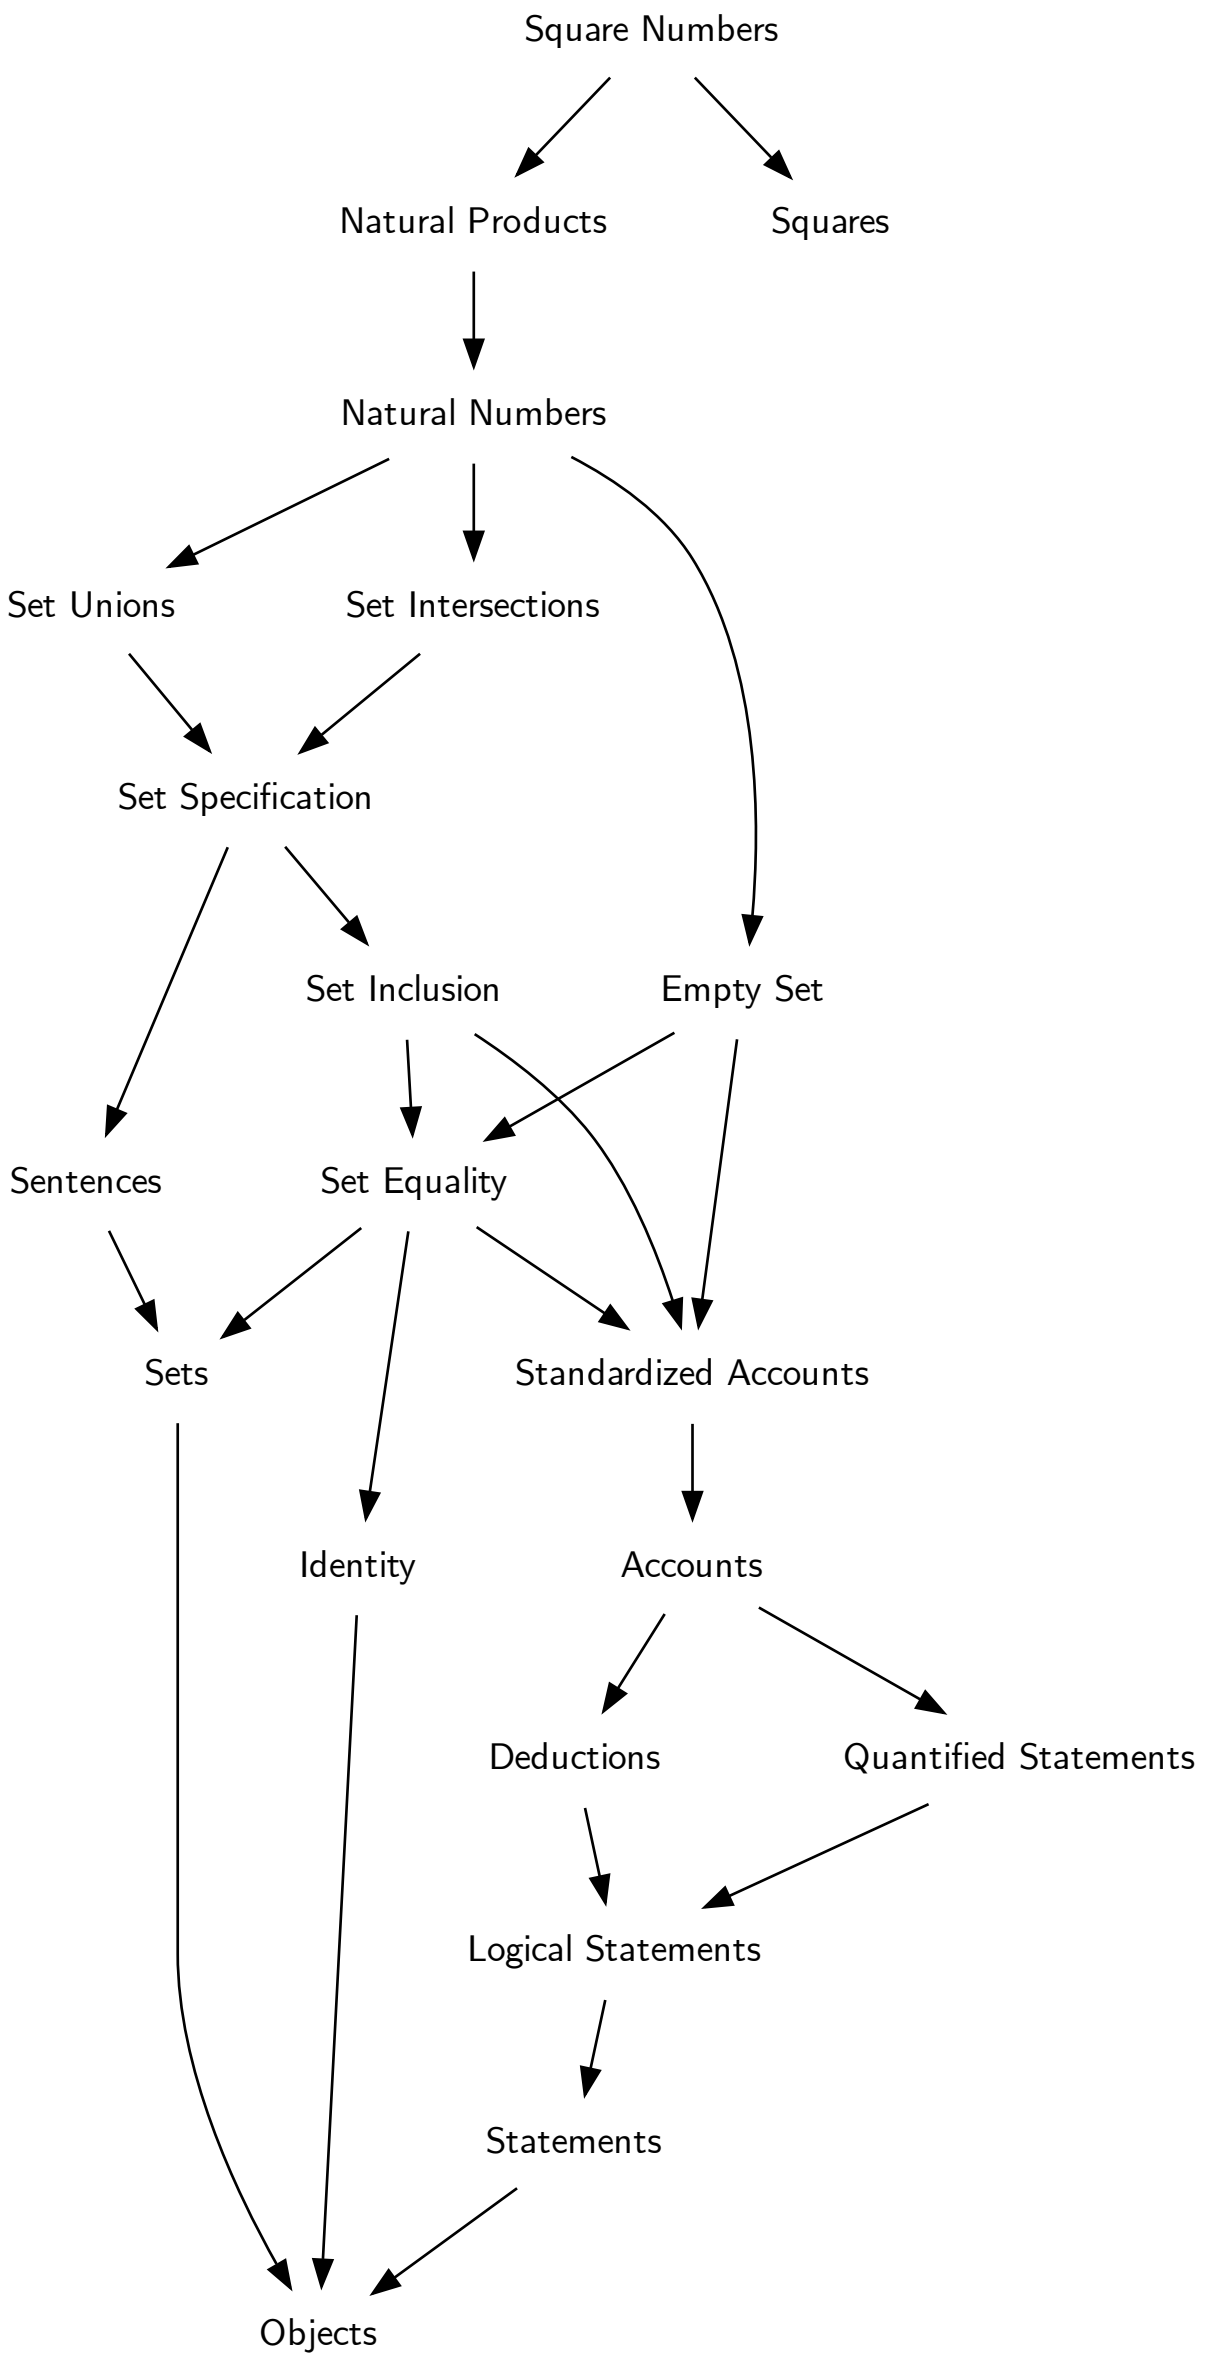 Square Numbers
Natural Products
Squares
Natural Numbers
Set Unions
Set Intersections
Set Specification
Set Inclusion
Empty Set
Sentences
Set Equality
Sets
Standardized Accounts
Identity
Accounts
Deductions
Quantified Statements
Logical Statements
Statements
Objects